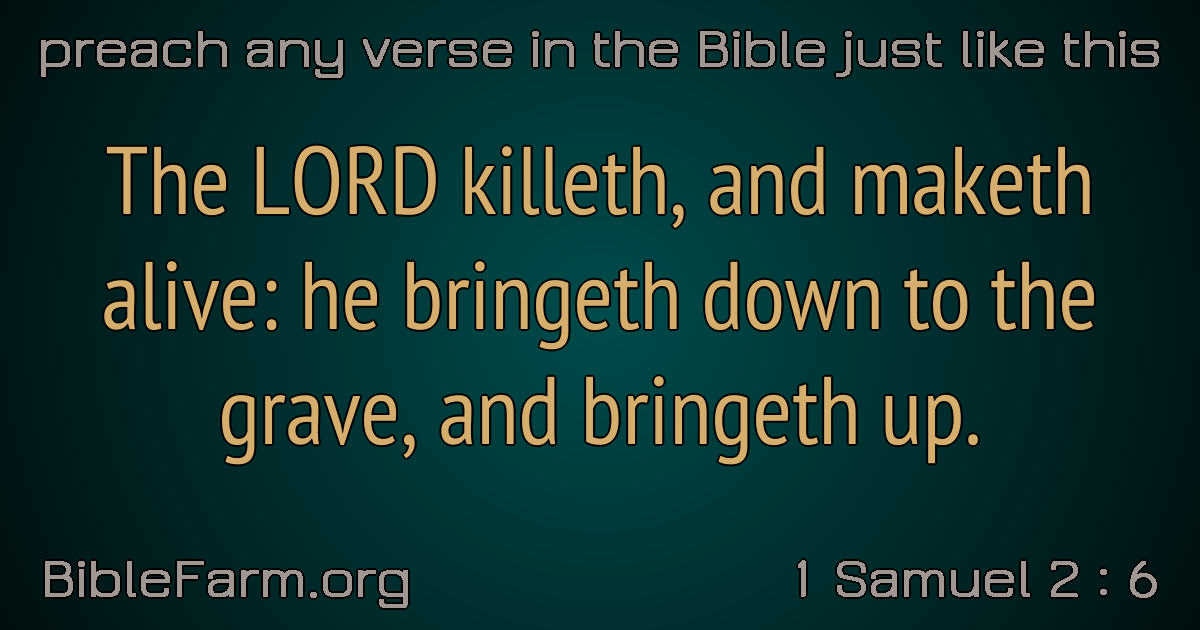 preach any verse in the Bible just like this
The LORD killeth, and maketh
alive: he bringeth down to the
grave, and bringeth up.
BibleFarm.org
1 Samuel 2 : 6